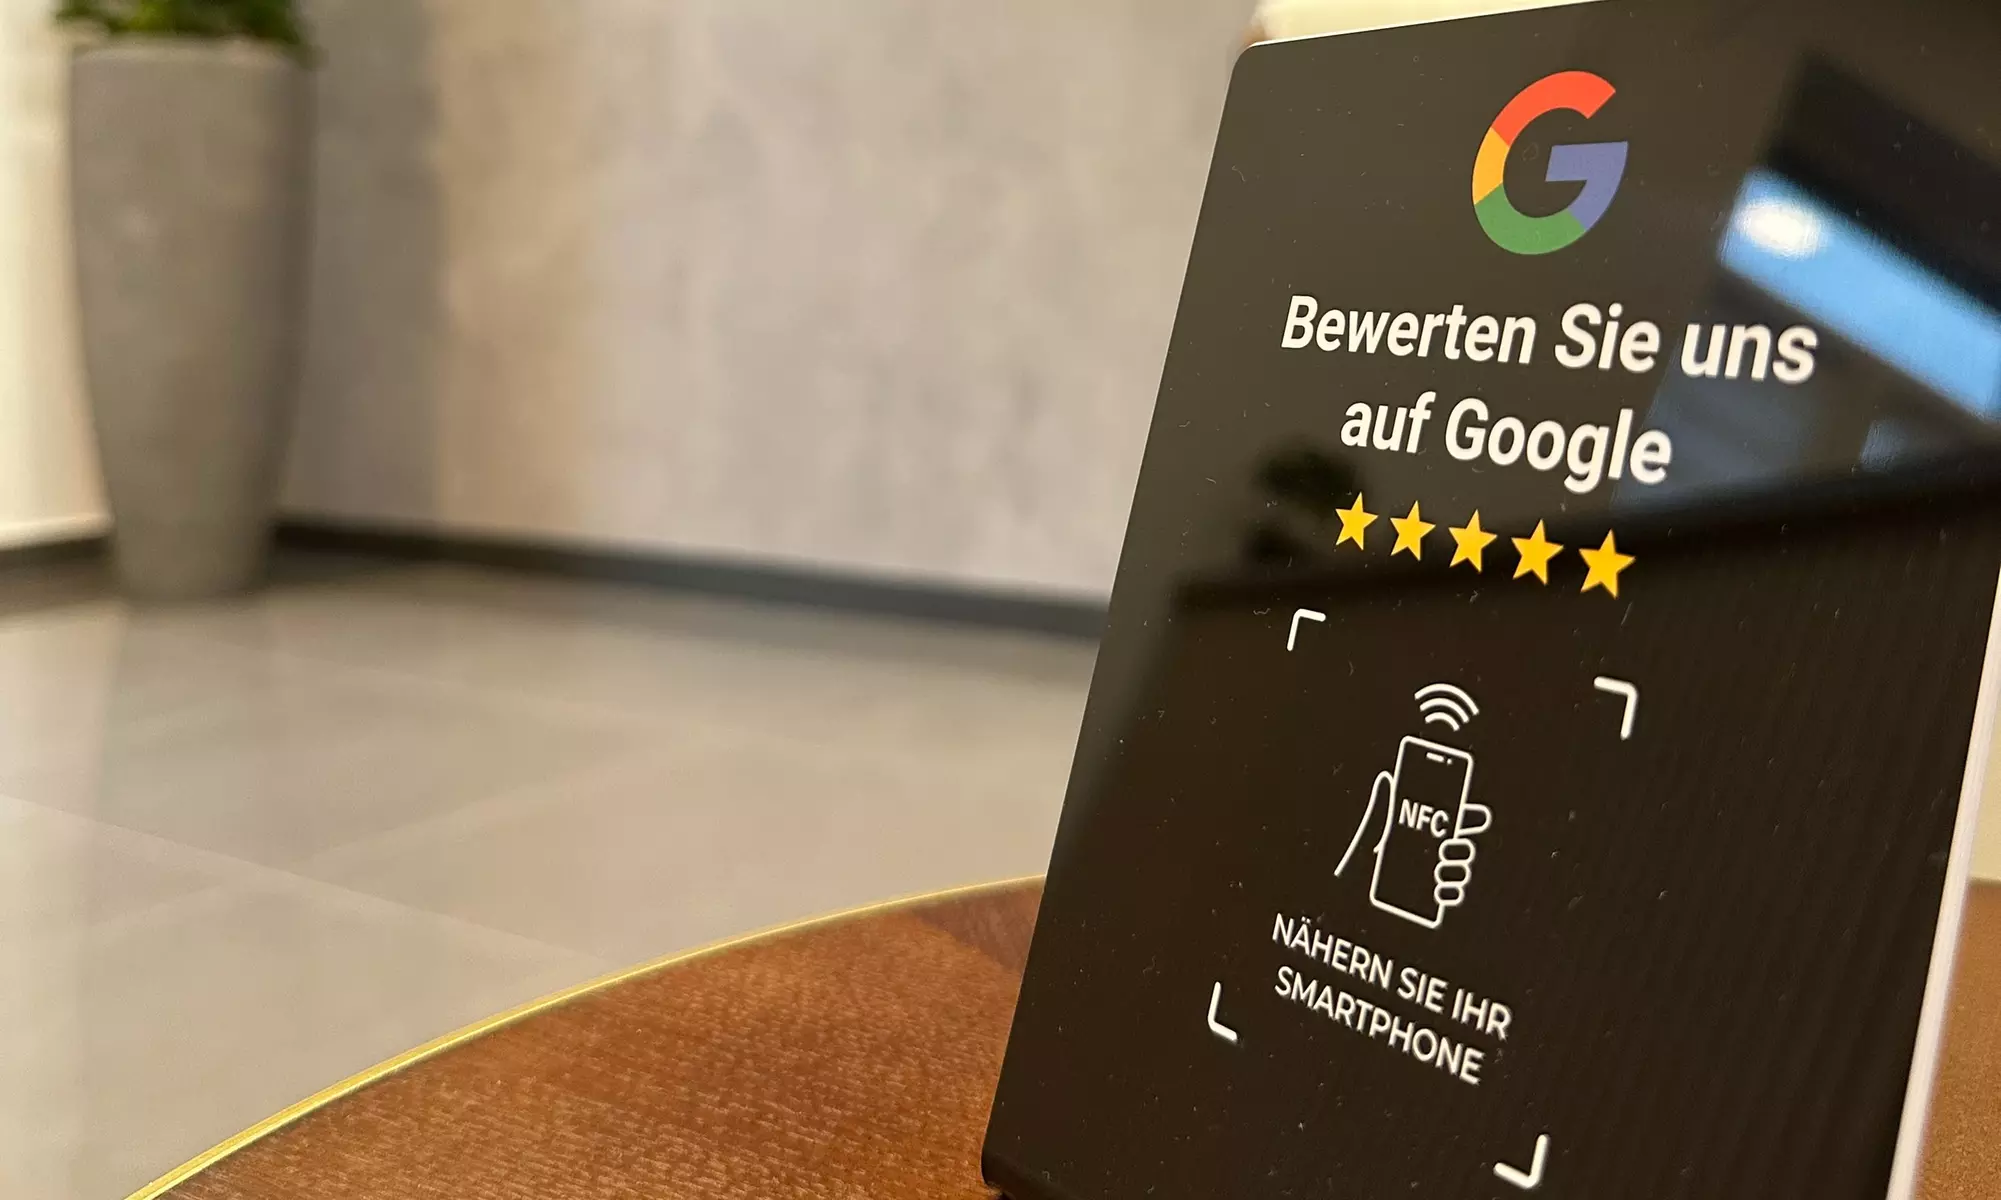 G
Bewerten Sie uns
auf Google
NFC
NÄHERN SIE IHR
SMARTPHONE